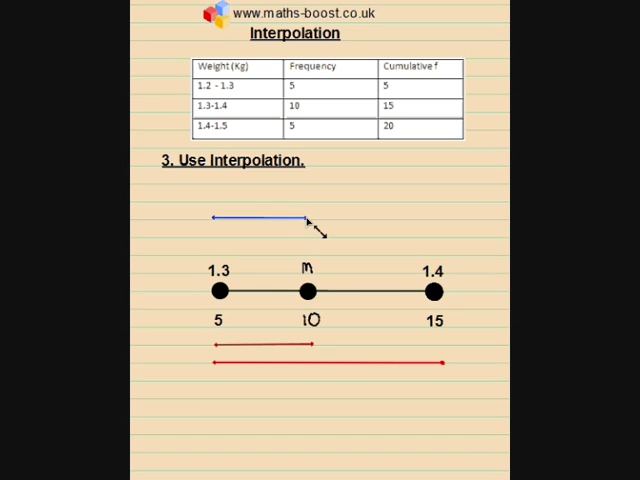 www.maths-boost.co.uk
Interpolation
Weight (Kg) Frequency Cumulative f
1.2 - 1.3 5 5
1.3-1.4 10 15
1.4-1.5 5 20
3. Use Interpolation.
1.3 m 1.4
5 10 15